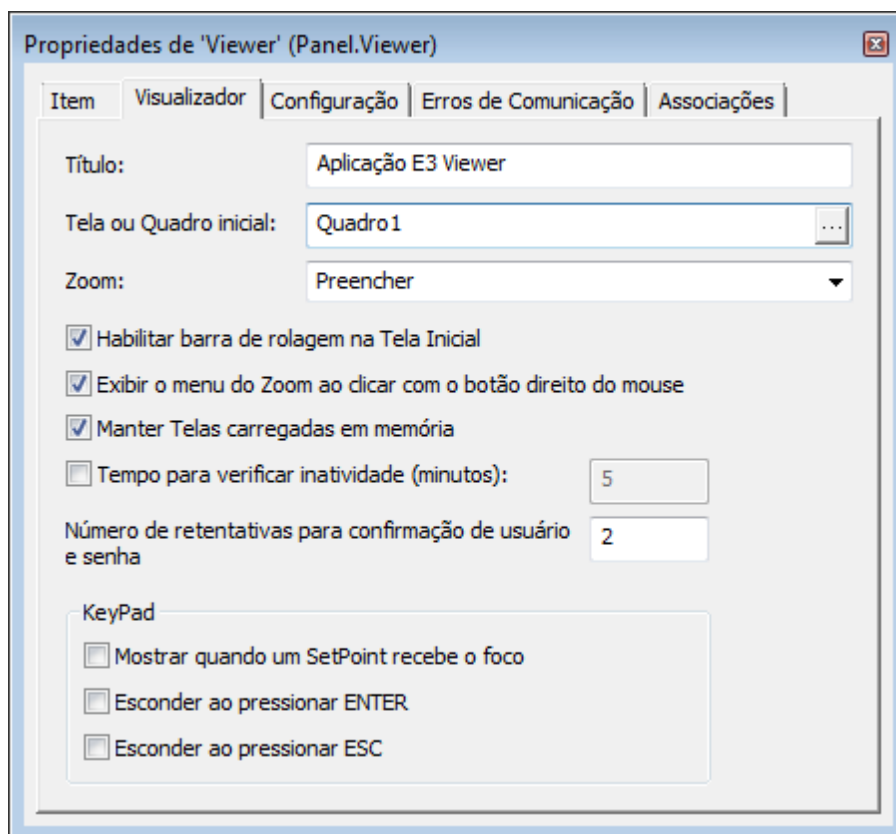 Propriedades de 'Viewer' (Panel.Viewer)
Item Visualizador Configuração Erros de Comunicação Associações
Título: Aplicação E3 Viewer
Tela ou Quadro inicial: Quadro1 ...
Zoom: Preencher
Habilitar barra de rolagem na Tela Inicial
Exibir o menu do Zoom ao clicar com o botão direito do mouse
Manter Telas carregadas em memória
Tempo para verificar inatividade (minutos): 5
Número de retentativas para confirmação de usuário
e senha 2
KeyPad
Mostrar quando um SetPoint recebe o foco
Esconder ao pressionar ENTER
Esconder ao pressionar ESC